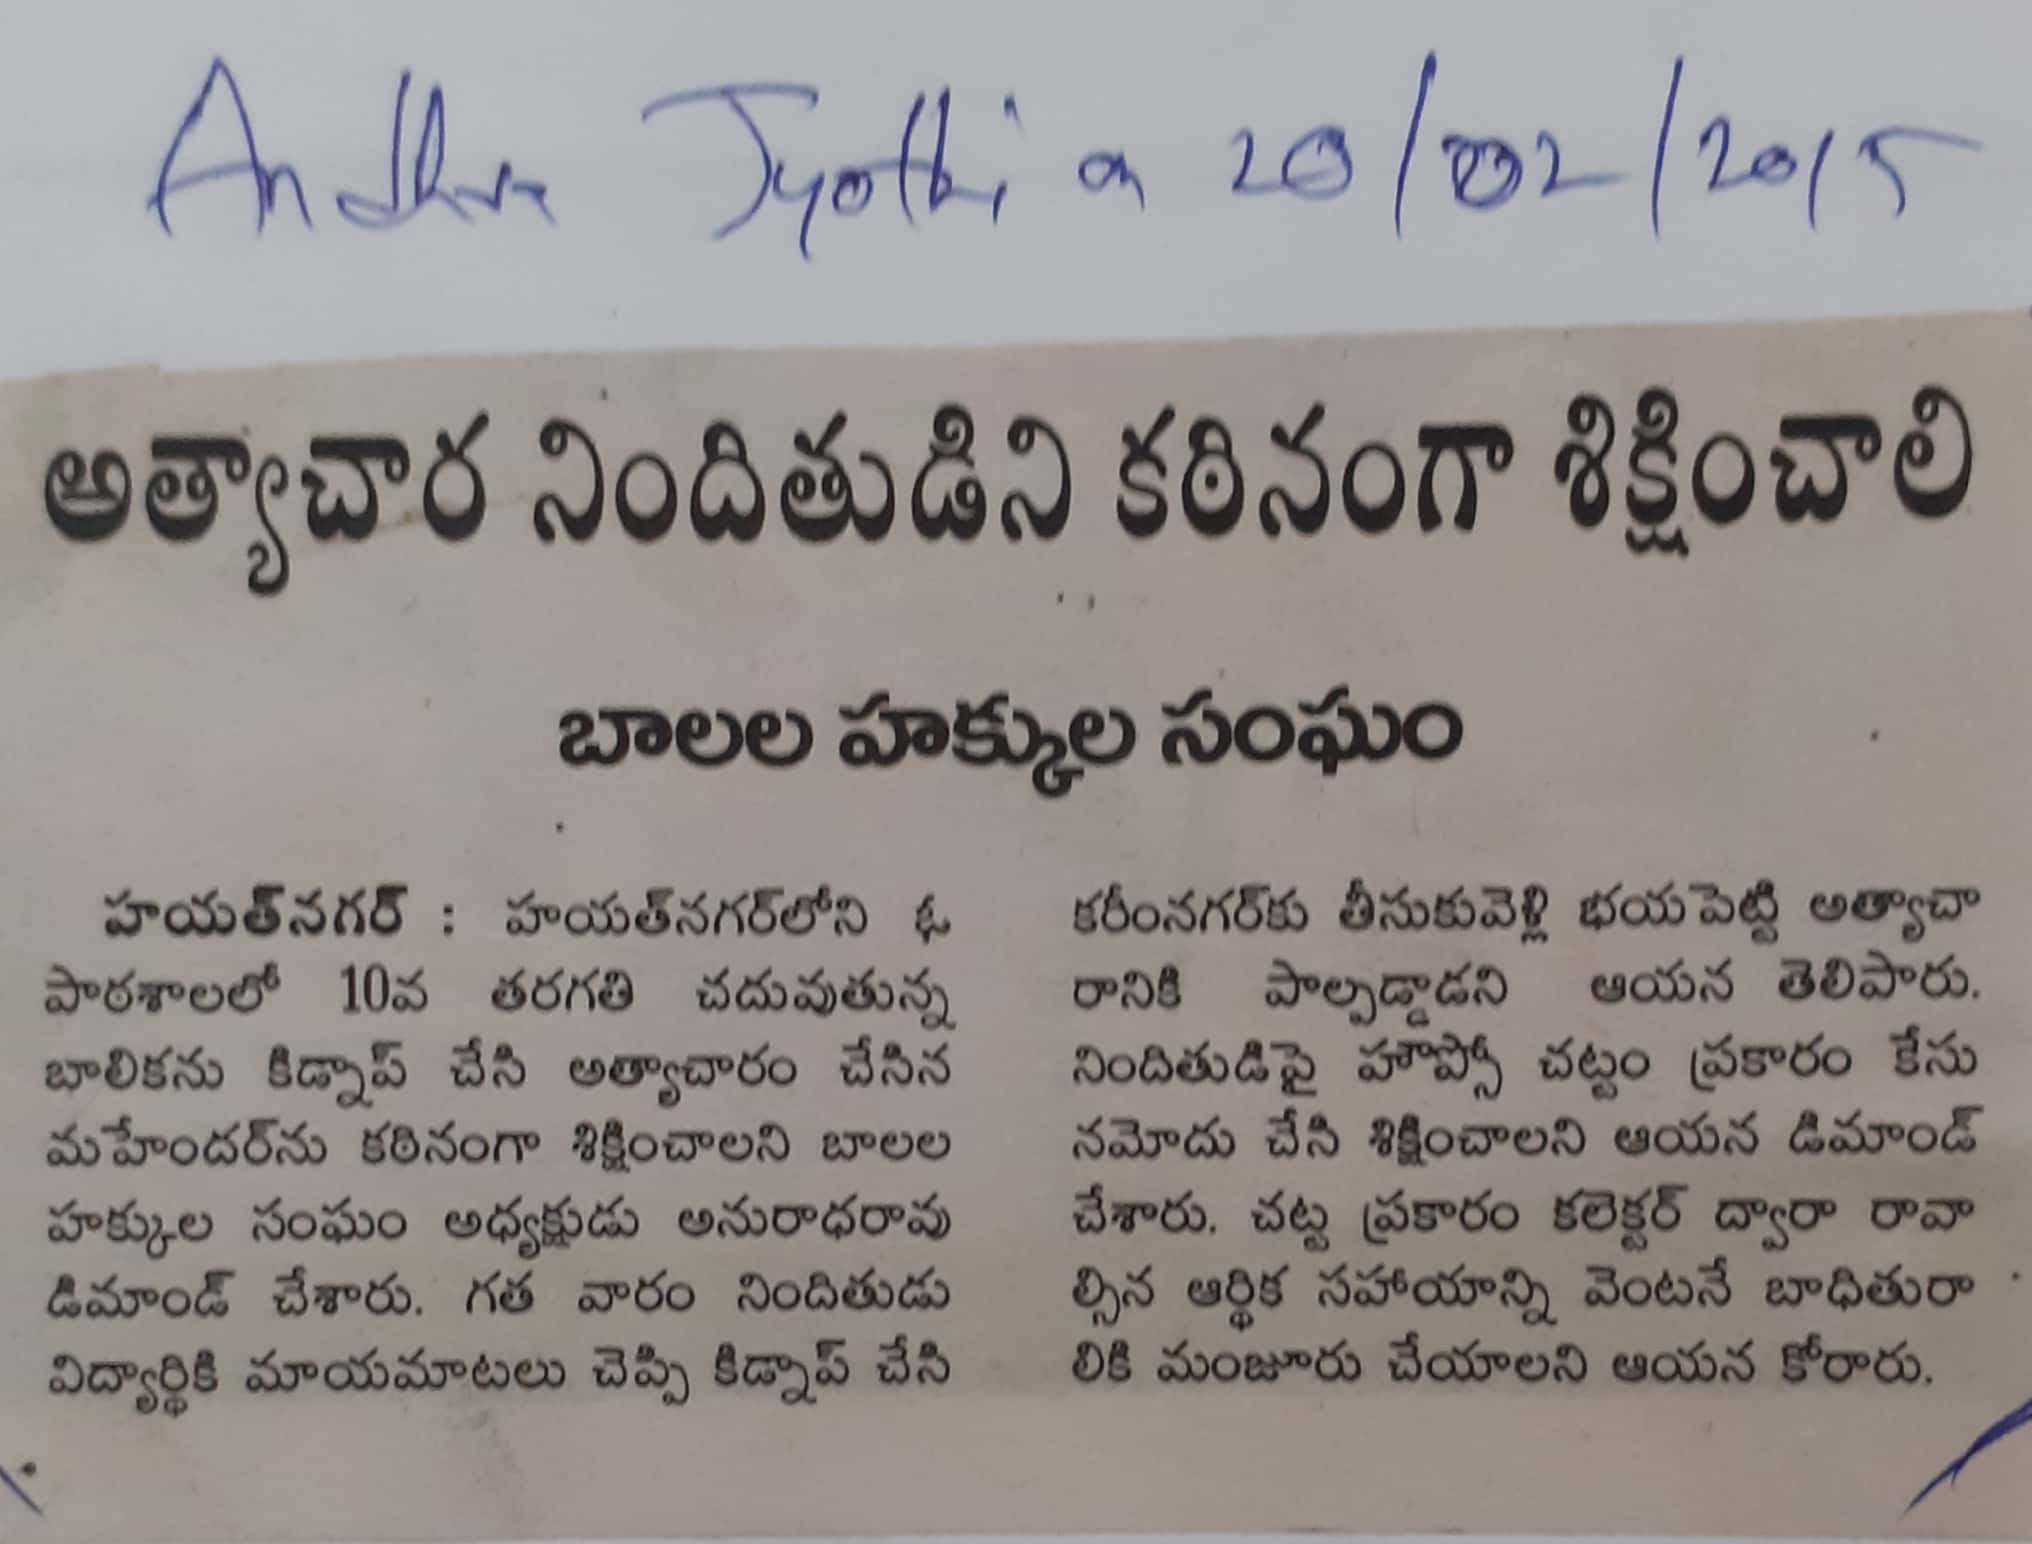 Andhra Jyothi on 20/02/2015
అత్యాచార నిందితుడిని కఠినంగా శిక్షించాలి
బాలల హక్కుల సంఘం
హయత్‌నగర్ : హయత్‌నగర్‌లోని ఓ
పాఠశాలలో 10వ తరగతి చదువుతున్న
బాలికను కిడ్నాప్ చేసి అత్యాచారం చేసిన
మహేందర్‌ను కఠినంగా శిక్షించాలని బాలల
హక్కుల సంఘం అధ్యక్షుడు అనురాధరావు
డిమాండ్ చేశారు. గత వారం నిందితుడు
విద్యార్థికి మాయమాటలు చెప్పి కిడ్నాప్ చేసి
కరీంనగర్‌కు తీసుకువెళ్లి భయపెట్టి అత్యాచా
రానికి పాల్పడ్డాడని ఆయన తెలిపారు.
నిందితుడిపై హెూప్సో చట్టం ప్రకారం కేసు
నమోదు చేసి శిక్షించాలని ఆయన డిమాండ్
చేశారు. చట్ట ప్రకారం కలెక్టర్ ద్వారా రావా
ల్సిన ఆర్థిక సహాయాన్ని వెంటనే బాధితురా
లికి మంజూరు చేయాలని ఆయన కోరారు.